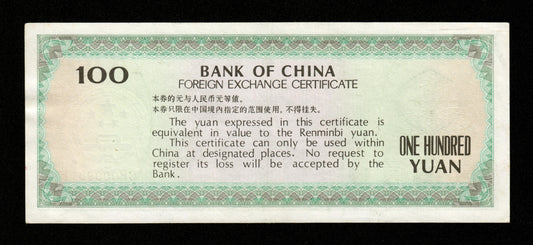 100
BANK OF CHINA
FOREIGN EXCHANGE CERTIFICATE
本券的元与人民币元等值。
本券只限在中国境内指定的范围使用，不得挂失。
The yuan expressed in this certificate is
equivalent in value to the Renminbi yuan.
This certificate can only be used within
China at designated places. No request to
register its loss will be accepted by the
Bank.
ONE HUNDRED
YUAN